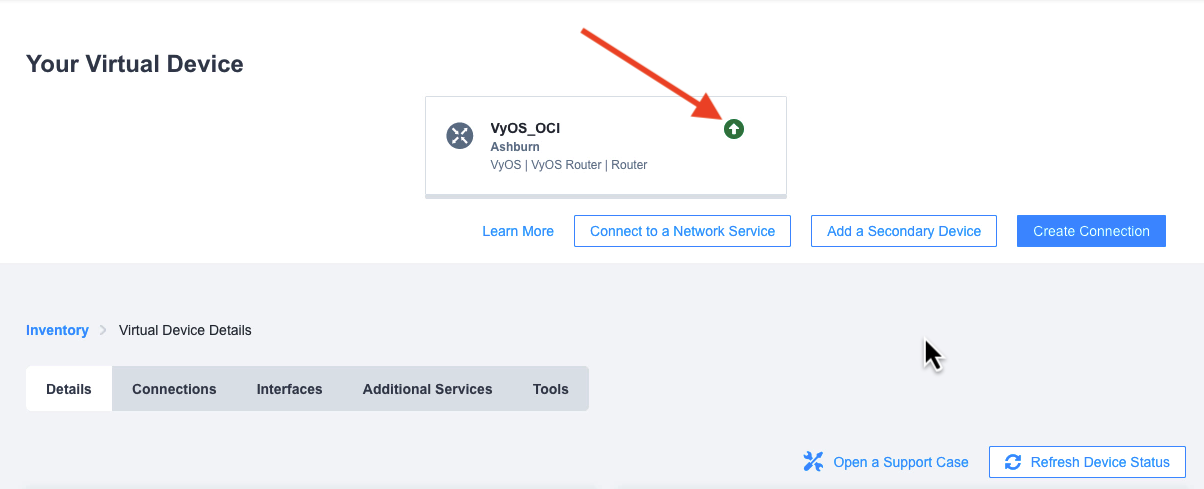 Your Virtual Device
VyOS_OCI
Ashburn
VyOS | VyOS Router | Router
Learn More
Connect to a Network Service
Add a Secondary Device
Create Connection
Inventory > Virtual Device Details
Details
Connections
Interfaces
Additional Services
Tools
Open a Support Case
Refresh Device Status